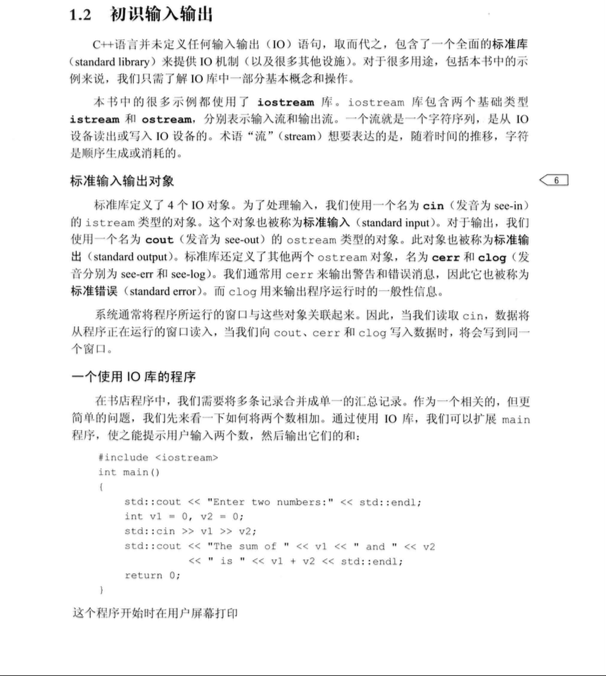 1.2 初识输入输出
C++语言并未定义任何输入输出（IO）语句，取而代之，包含了一个全面的标准库
（standard library）来提供 IO 机制（以及很多其他设施）。对于很多用途，包括本书中的示
例来说，我们只需了解 IO 库中一部分基本概念和操作。
本书中的很多示例都使用了 iostream 库。iostream 库包含两个基础类型
istream 和 ostream，分别表示输入流和输出流。一个流就是一个字符序列，是从 IO
设备读出或写入 IO 设备的。术语“流”（stream）想要表达的是，随着时间的推移，字符
是顺序生成或消耗的。
标准输入输出对象
6
标准库定义了 4 个 IO 对象。为了处理输入，我们使用一个名为 cin（发音为 see-in）
的 istream 类型的对象。这个对象也被称为标准输入（standard input）。对于输出，我们
使用一个名为 cout（发音为 see-out）的 ostream 类型的对象。此对象也被称为标准输
出（standard output）。标准库还定义了其他两个 ostream 对象，名为 cerr 和 clog（发
音分别为 see-err 和 see-log）。我们通常用 cerr 来输出警告和错误消息，因此它也被称为
标准错误（standard error）。而 clog 用来输出程序运行时的一般性信息。
系统通常将程序所运行的窗口与这些对象关联起来。因此，当我们读取 cin，数据将
从程序正在运行的窗口读入，当我们向 cout、cerr 和 clog 写入数据时，将会写到同一
个窗口。
一个使用 IO 库的程序
在书店程序中，我们需要将多条记录合并成单一的汇总记录。作为一个相关的，但更
简单的问题，我们先来看一下如何将两个数相加。通过使用 IO 库，我们可以扩展 main
程序，使之能提示用户输入两个数，然后输出它们的和：
#include <iostream>
int main()
{
std::cout << "Enter two numbers:" << std::endl;
int v1 = 0, v2 = 0;
std::cin >> v1 >> v2;
std::cout << "The sum of " << v1 << " and " << v2
<< " is " << v1 + v2 << std::endl;
return 0;
}
这个程序开始时在用户屏幕打印